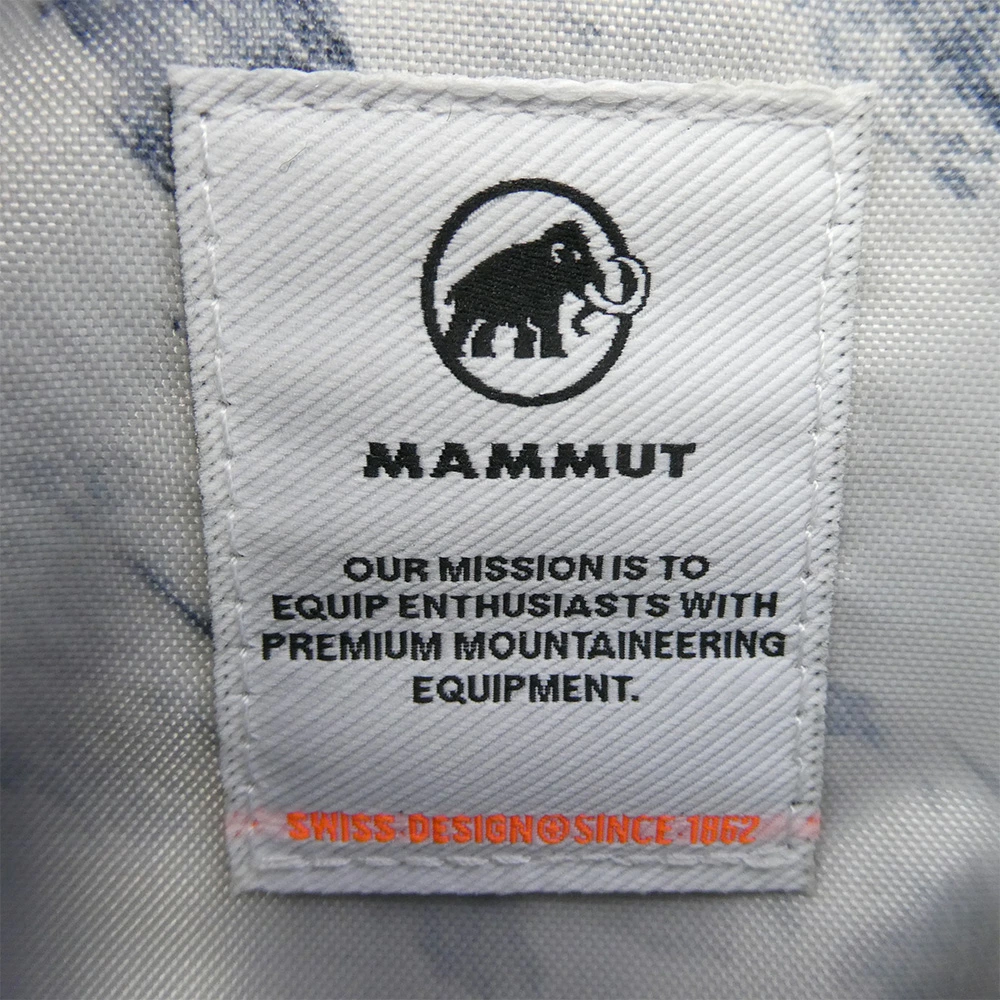 MAMMUT
OUR MISSION IS TO
EQUIP ENTHUSIASTS WITH
PREMIUM MOUNTAINEERING
EQUIPMENT.
SWISS DESIGN⊕SINCE 1862